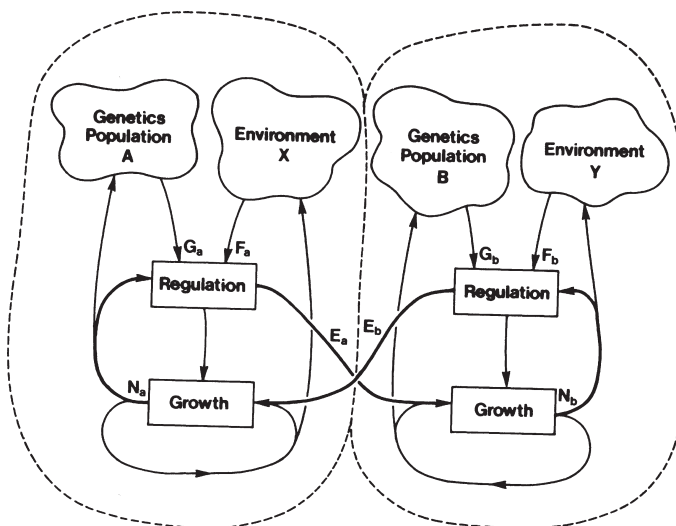 Genetics
Population
A
Environment
X
Genetics
Population
B
Environment
Y
Ga
Fa
Gb
Fb
Regulation
Regulation
Ea
Eb
Na
Growth
Growth
Nb